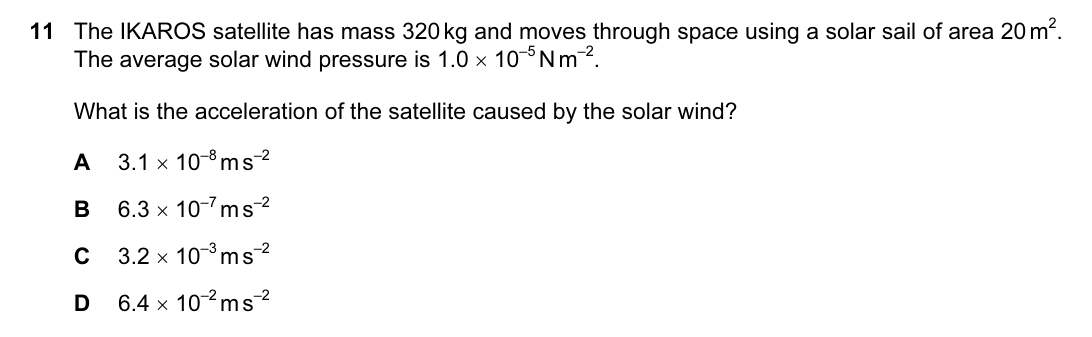 11 The IKAROS satellite has mass 320 kg and moves through space using a solar sail of area 20 m².
The average solar wind pressure is 1.0 × 10⁻⁵ N m⁻².
What is the acceleration of the satellite caused by the solar wind?
A 3.1 × 10⁻⁸ m s⁻²
B 6.3 × 10⁻⁷ m s⁻²
C 3.2 × 10⁻³ m s⁻²
D 6.4 × 10⁻² m s⁻²